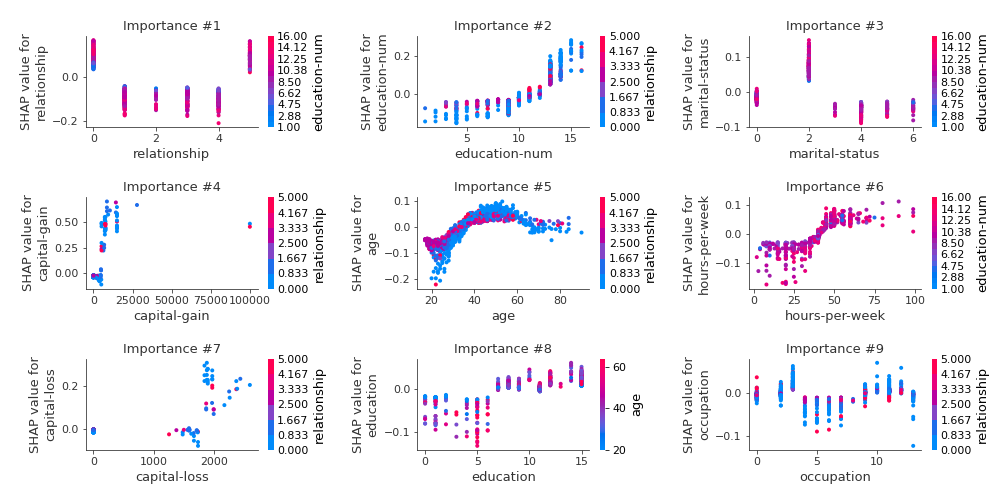 Importance #1
SHAP value for
relationship
0.0
−0.2
0 2 4
relationship
16.00
14.12
12.25
10.38
8.50
6.62
4.75
2.88
1.00
education-num
Importance #2
SHAP value for
education-num
0.2
0.0
5 10 15
education-num
5.000
4.167
3.333
2.500
1.667
0.833
0.000
relationship
Importance #3
SHAP value for
marital-status
0.1
0.0
−0.1
0 2 4 6
marital-status
16.00
14.12
12.25
10.38
8.50
6.62
4.75
2.88
1.00
education-num
Importance #4
SHAP value for
capital-gain
0.50
0.25
0.00
0 25000 50000 75000 100000
capital-gain
5.000
4.167
3.333
2.500
1.667
0.833
0.000
relationship
Importance #5
SHAP value for
age
0.1
0.0
−0.1
−0.2
20 40 60 80
age
5.000
4.167
3.333
2.500
1.667
0.833
0.000
relationship
Importance #6
SHAP value for
hours-per-week
0.1
0.0
−0.1
0 25 50 75 100
hours-per-week
16.00
14.12
12.25
10.38
8.50
6.62
4.75
2.88
1.00
education-num
Importance #7
SHAP value for
capital-loss
0.2
0.0
0 1000 2000
capital-loss
5.000
4.167
3.333
2.500
1.667
0.833
0.000
relationship
Importance #8
SHAP value for
education
0.0
−0.1
0 5 10 15
education
60
40
20
age
Importance #9
SHAP value for
occupation
0.0
−0.1
0 5 10
occupation
5.000
4.167
3.333
2.500
1.667
0.833
0.000
relationship